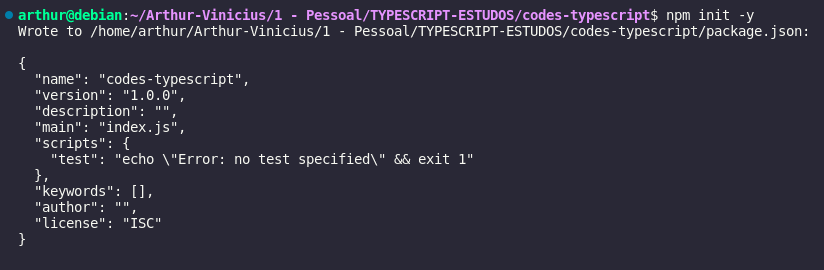 arthur@debian:~/Arthur-Vinicius/1 - Pessoal/TYPESCRIPT-ESTUDOS/codes-typescript$ npm init -y
Wrote to /home/arthur/Arthur-Vinicius/1 - Pessoal/TYPESCRIPT-ESTUDOS/codes-typescript/package.json:

{
  "name": "codes-typescript",
  "version": "1.0.0",
  "description": "",
  "main": "index.js",
  "scripts": {
    "test": "echo \"Error: no test specified\" && exit 1"
  },
  "keywords": [],
  "author": "",
  "license": "ISC"
}